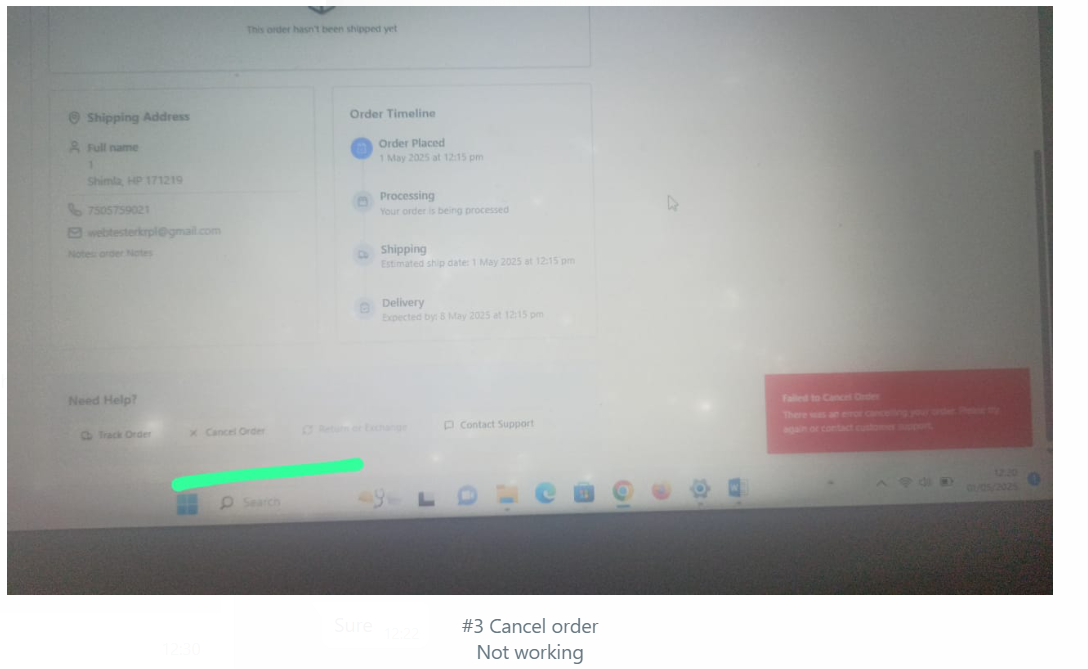 This order hasn't been shipped yet
Shipping Address
Full name
1
Shimla, HP 171219
7505759021
webtesterkrpl@gmail.com
Notes: order Notes
Order Timeline
Order Placed
1 May 2025 at 12:15 pm
Processing
Your order is being processed
Shipping
Estimated ship date: 1 May 2025 at 12:15 pm
Delivery
Expected by: 8 May 2025 at 12:15 pm
Need Help?
Track Order
Cancel Order
Return or Exchange
Contact Support
Failed to Cancel Order
There was an error cancelling your order. Please try
again or contact customer support.
Search
12:20
01/05/2025
Sure
#3 Cancel order
Not working